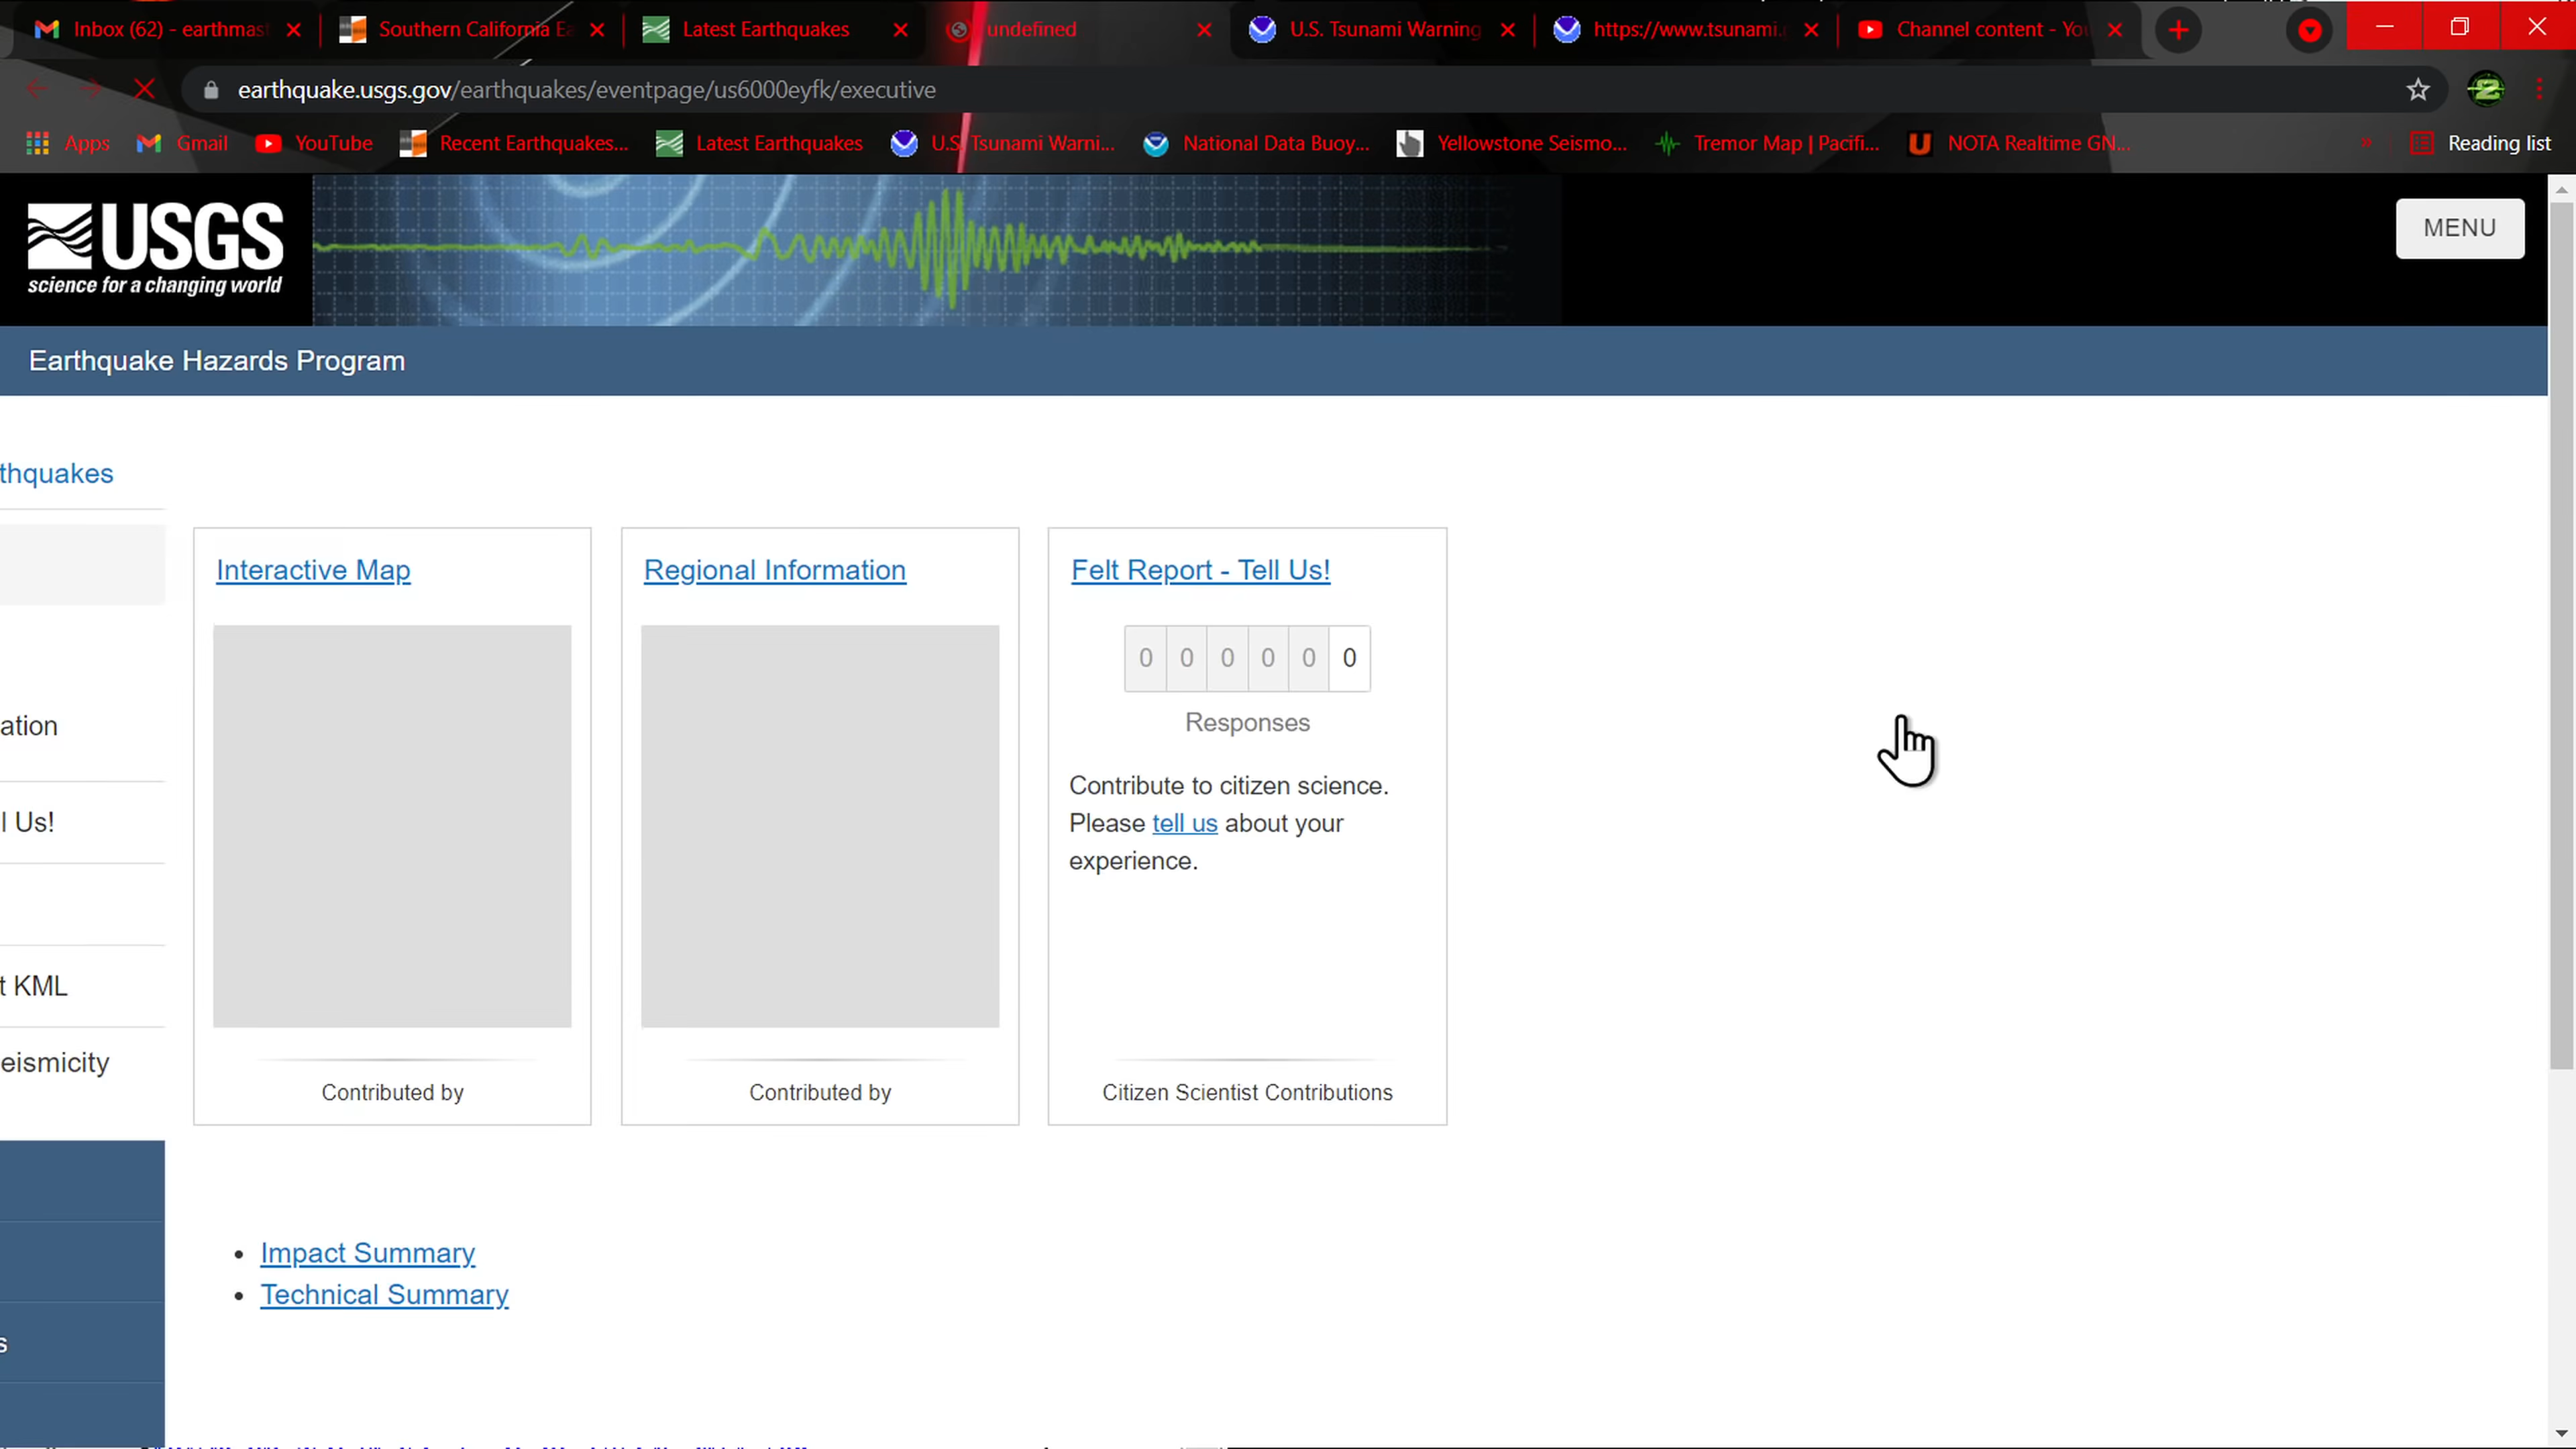 Inbox (62) - earthmast
Southern California Ea
Latest Earthquakes
undefined
U.S. Tsunami Warning
https://www.tsunami.
Channel content - You
earthquake.usgs.gov/earthquakes/eventpage/us6000eyfk/executive
Apps
Gmail
YouTube
Recent Earthquakes...
Latest Earthquakes
U.S. Tsunami Warni...
National Data Buoy...
Yellowstone Seismo...
Tremor Map | Pacifi...
NOTA Realtime GN...
Reading list
USGS
science for a changing world
MENU
Earthquake Hazards Program
thquakes
ation
l Us!
t KML
eismicity
s
Interactive Map
Contributed by
Regional Information
Contributed by
Felt Report - Tell Us!
0 0 0 0 0 0
Responses
Contribute to citizen science.
Please tell us about your
experience.
Citizen Scientist Contributions
• Impact Summary
• Technical Summary